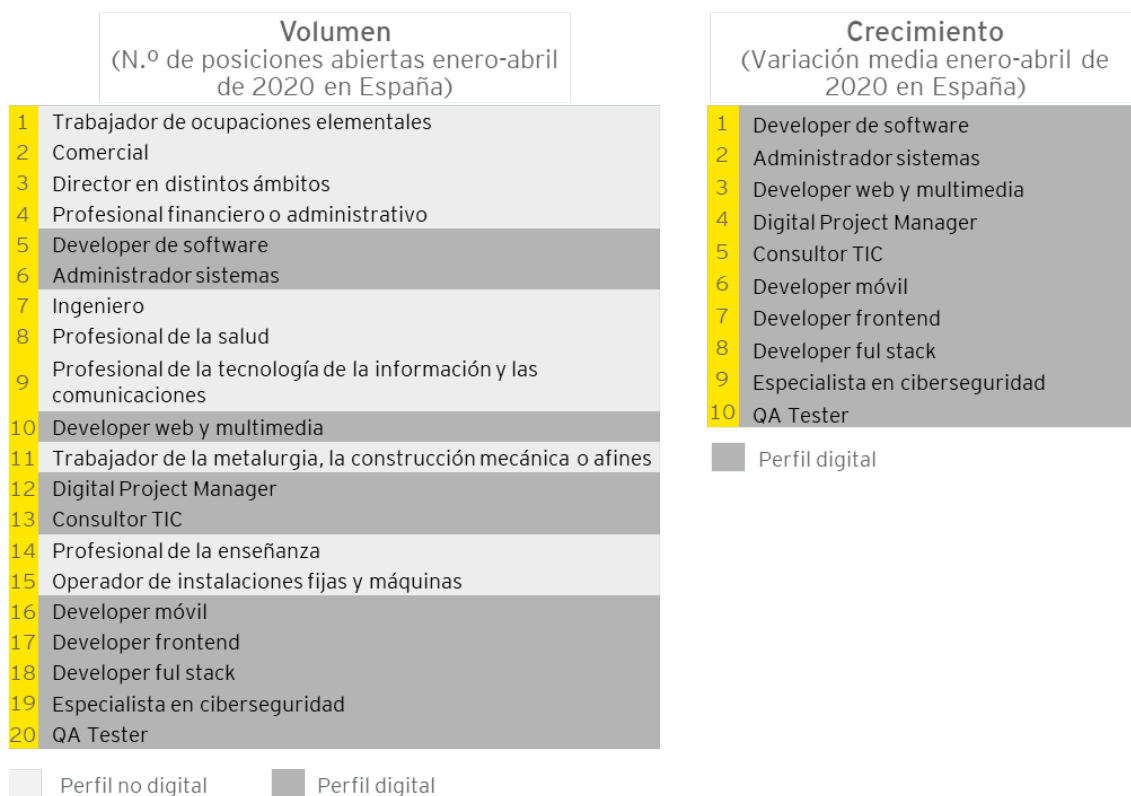 Volumen
(N.º de posiciones abiertas enero-abril
de 2020 en España)
1 Trabajador de ocupaciones elementales
2 Comercial
3 Director en distintos ámbitos
4 Profesional financiero o administrativo
5 Developer de software
6 Administrador sistemas
7 Ingeniero
8 Profesional de la salud
9 Profesional de la tecnología de la información y las
comunicaciones
10 Developer web y multimedia
11 Trabajador de la metalurgia, la construcción mecánica o afines
12 Digital Project Manager
13 Consultor TIC
14 Profesional de la enseñanza
15 Operador de instalaciones fijas y máquinas
16 Developer móvil
17 Developer frontend
18 Developer ful stack
19 Especialista en ciberseguridad
20 QA Tester
Perfil no digital
Perfil digital
Crecimiento
(Variación media enero-abril de
2020 en España)
1 Developer de software
2 Administrador sistemas
3 Developer web y multimedia
4 Digital Project Manager
5 Consultor TIC
6 Developer móvil
7 Developer frontend
8 Developer ful stack
9 Especialista en ciberseguridad
10 QA Tester
Perfil digital